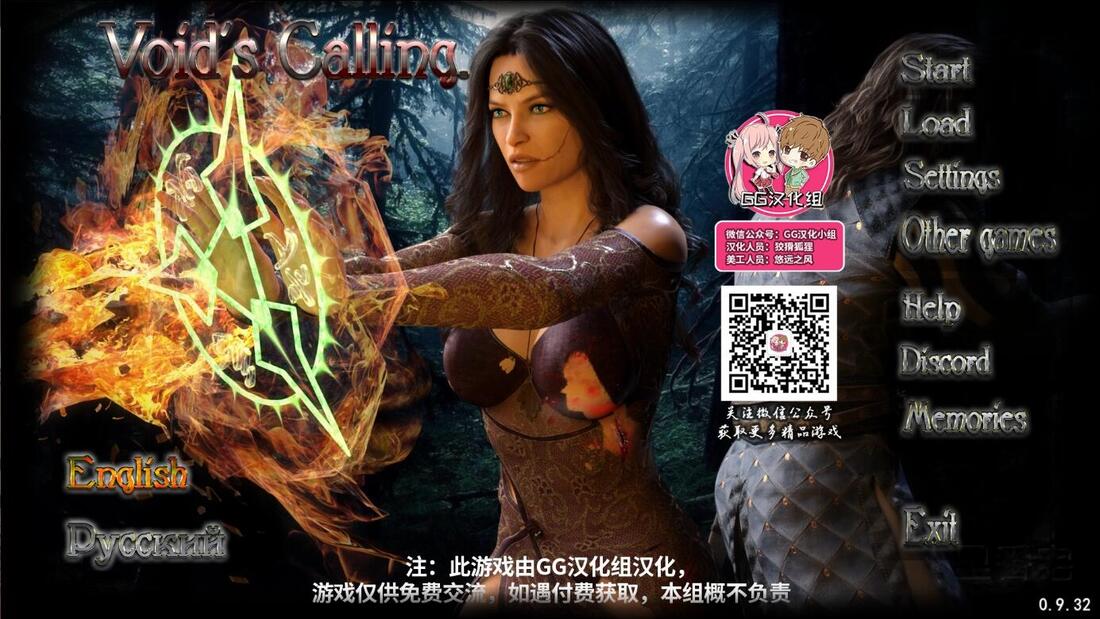 Void's Calling
Start
Load
Settings
Other games
Help
Discord
Memories
Exit
GG汉化组
微信公众号：GG汉化小组
汉化人员：狡猾狐狸
美工人员：悠远之风
关注微信公众号
获取更多精品游戏
English
Русский
注：此游戏由GG汉化组汉化，
游戏仅供免费交流，如遇付费获取，本组概不负责
0.9.32